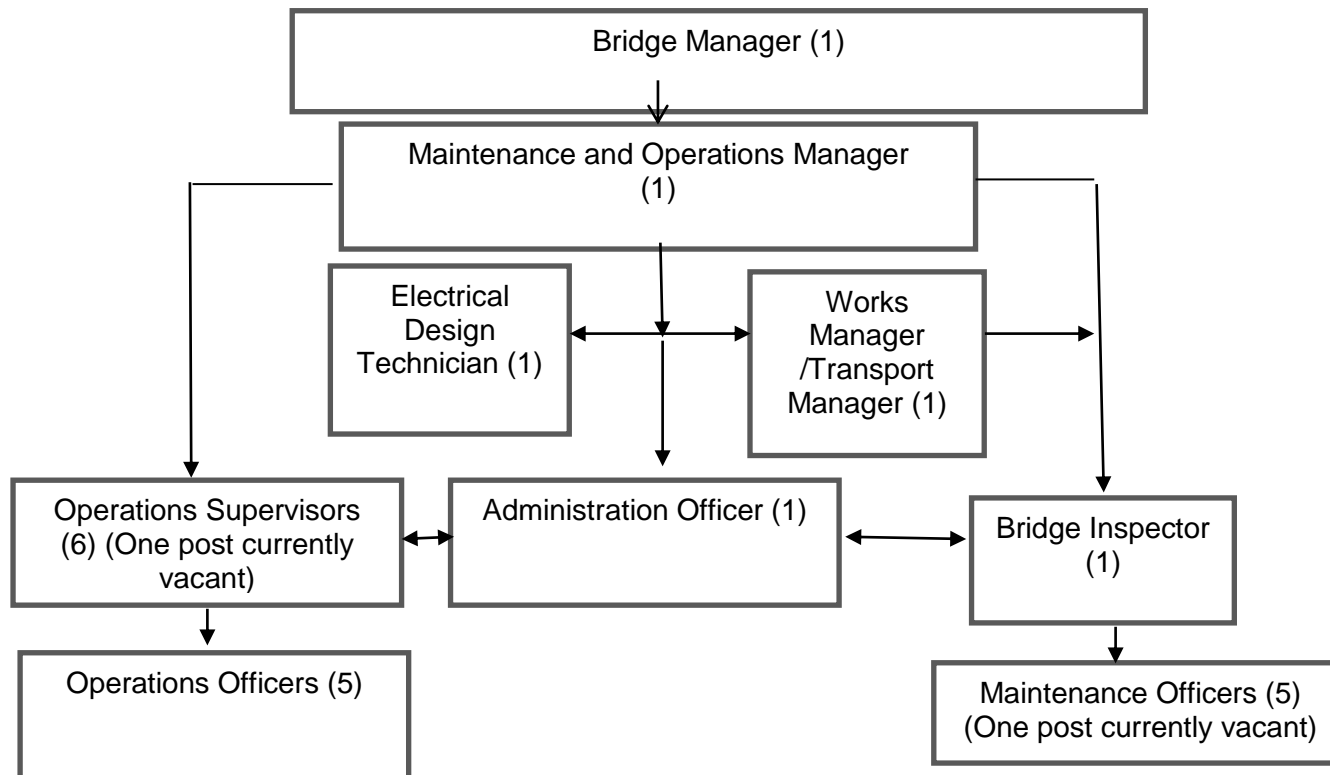 Bridge Manager (1)
Maintenance and Operations Manager
(1)
Electrical
Design
Technician (1)
Works
Manager
/Transport
Manager (1)
Operations Supervisors
(6) (One post currently
vacant)
Administration Officer (1)
Bridge Inspector
(1)
Operations Officers (5)
Maintenance Officers (5)
(One post currently vacant)